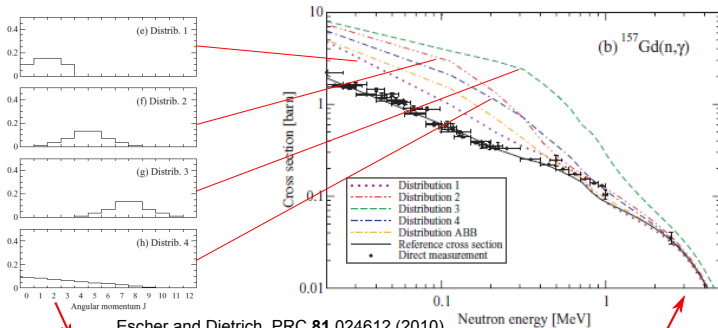 (e) Distrib. 1
0.4
0.2
0
(f) Distrib. 2
0.4
0.2
0
(g) Distrib. 3
0.4
0.2
0
(h) Distrib. 4
0.4
0.2
0
0 1 2 3 4 5 6 7 8 9 10 11 12
Angular momentum J
10
1
0.1
0.01
Cross section [barn]
(b) ¹⁵⁷Gd(n,γ)
Distribution 1
Distribution 2
Distribution 3
Distribution 4
Distribution ABB
Reference cross section
Direct measurement
0.1 1
Neutron energy [MeV]
Escher and Dietrich, PRC 81 024612 (2010)